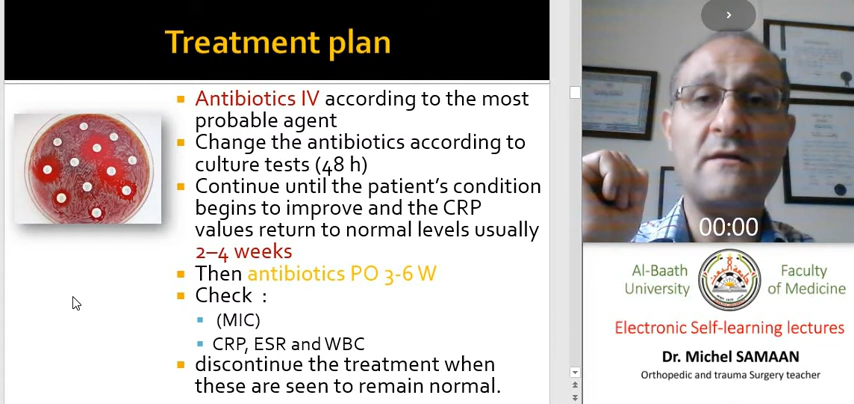 Treatment plan
Antibiotics IV according to the most
probable agent
Change the antibiotics according to
culture tests (48 h)
Continue until the patient's condition
begins to improve and the CRP
values return to normal levels usually
2–4 weeks
Then antibiotics PO 3-6 W
Check :
(MIC)
CRP, ESR and WBC
discontinue the treatment when
these are seen to remain normal.
00:00
Al-Baath
University
Faculty
of Medicine
Electronic Self-learning lectures
Dr. Michel SAMAAN
Orthopedic and trauma Surgery teacher